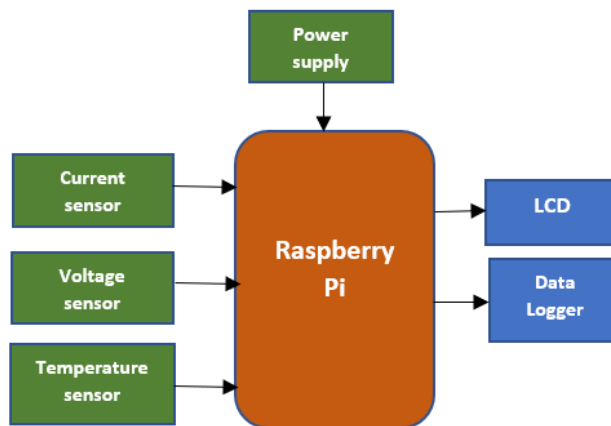 Power
supply
Current
sensor
Voltage
sensor
Temperature
sensor
Raspberry
Pi
LCD
Data
Logger